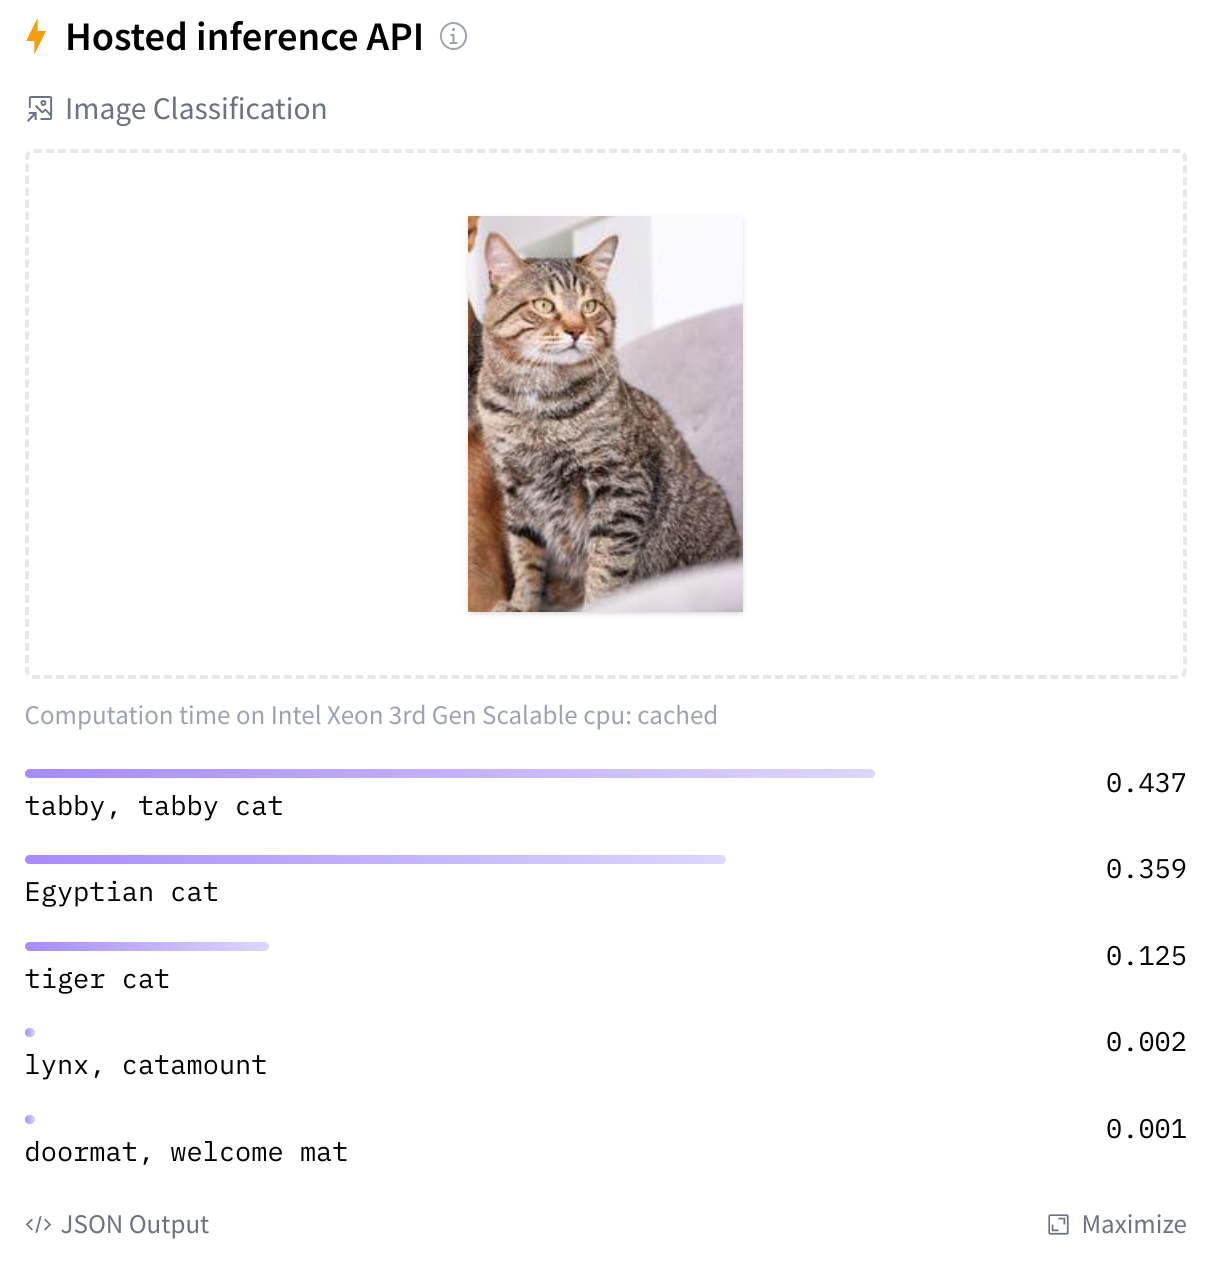 Hosted inference API
Image Classification
Computation time on Intel Xeon 3rd Gen Scalable cpu: cached
tabby, tabby cat 0.437
Egyptian cat 0.359
tiger cat 0.125
lynx, catamount 0.002
doormat, welcome mat 0.001
</> JSON Output Maximize